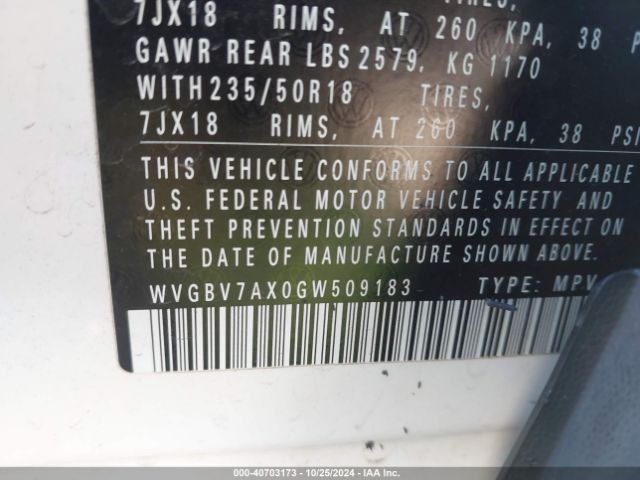 7JX18 RIMS, AT 260 KPA, 38
GAWR REAR LBS 2579, KG 1170
WITH 235/50R18 TIRES,
7JX18 RIMS, AT 260 KPA, 38 PSI
THIS VEHICLE CONFORMS TO ALL APPLICABLE
U.S. FEDERAL MOTOR VEHICLE SAFETY AND
THEFT PREVENTION STANDARDS IN EFFECT ON
THE DATE OF MANUFACTURE SHOWN ABOVE.
WVGBV7AX0GW509183 TYPE: MPV
000-40703173 • 10/25/2024 • IAA Inc.